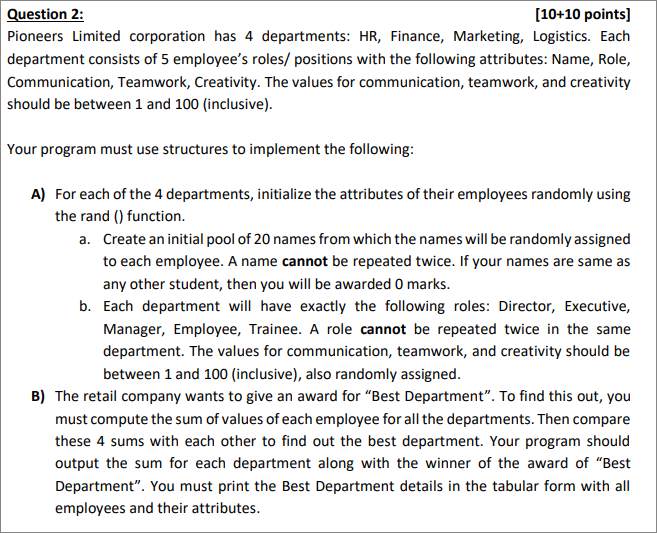 Question 2: [10+10 points]
Pioneers Limited corporation has 4 departments: HR, Finance, Marketing, Logistics. Each
department consists of 5 employee’s roles/ positions with the following attributes: Name, Role,
Communication, Teamwork, Creativity. The values for communication, teamwork, and creativity
should be between 1 and 100 (inclusive).
Your program must use structures to implement the following:
A) For each of the 4 departments, initialize the attributes of their employees randomly using
the rand () function.
a. Create an initial pool of 20 names from which the names will be randomly assigned
to each employee. A name cannot be repeated twice. If your names are same as
any other student, then you will be awarded 0 marks.
b. Each department will have exactly the following roles: Director, Executive,
Manager, Employee, Trainee. A role cannot be repeated twice in the same
department. The values for communication, teamwork, and creativity should be
between 1 and 100 (inclusive), also randomly assigned.
B) The retail company wants to give an award for “Best Department”. To find this out, you
must compute the sum of values of each employee for all the departments. Then compare
these 4 sums with each other to find out the best department. Your program should
output the sum for each department along with the winner of the award of “Best
Department”. You must print the Best Department details in the tabular form with all
employees and their attributes.